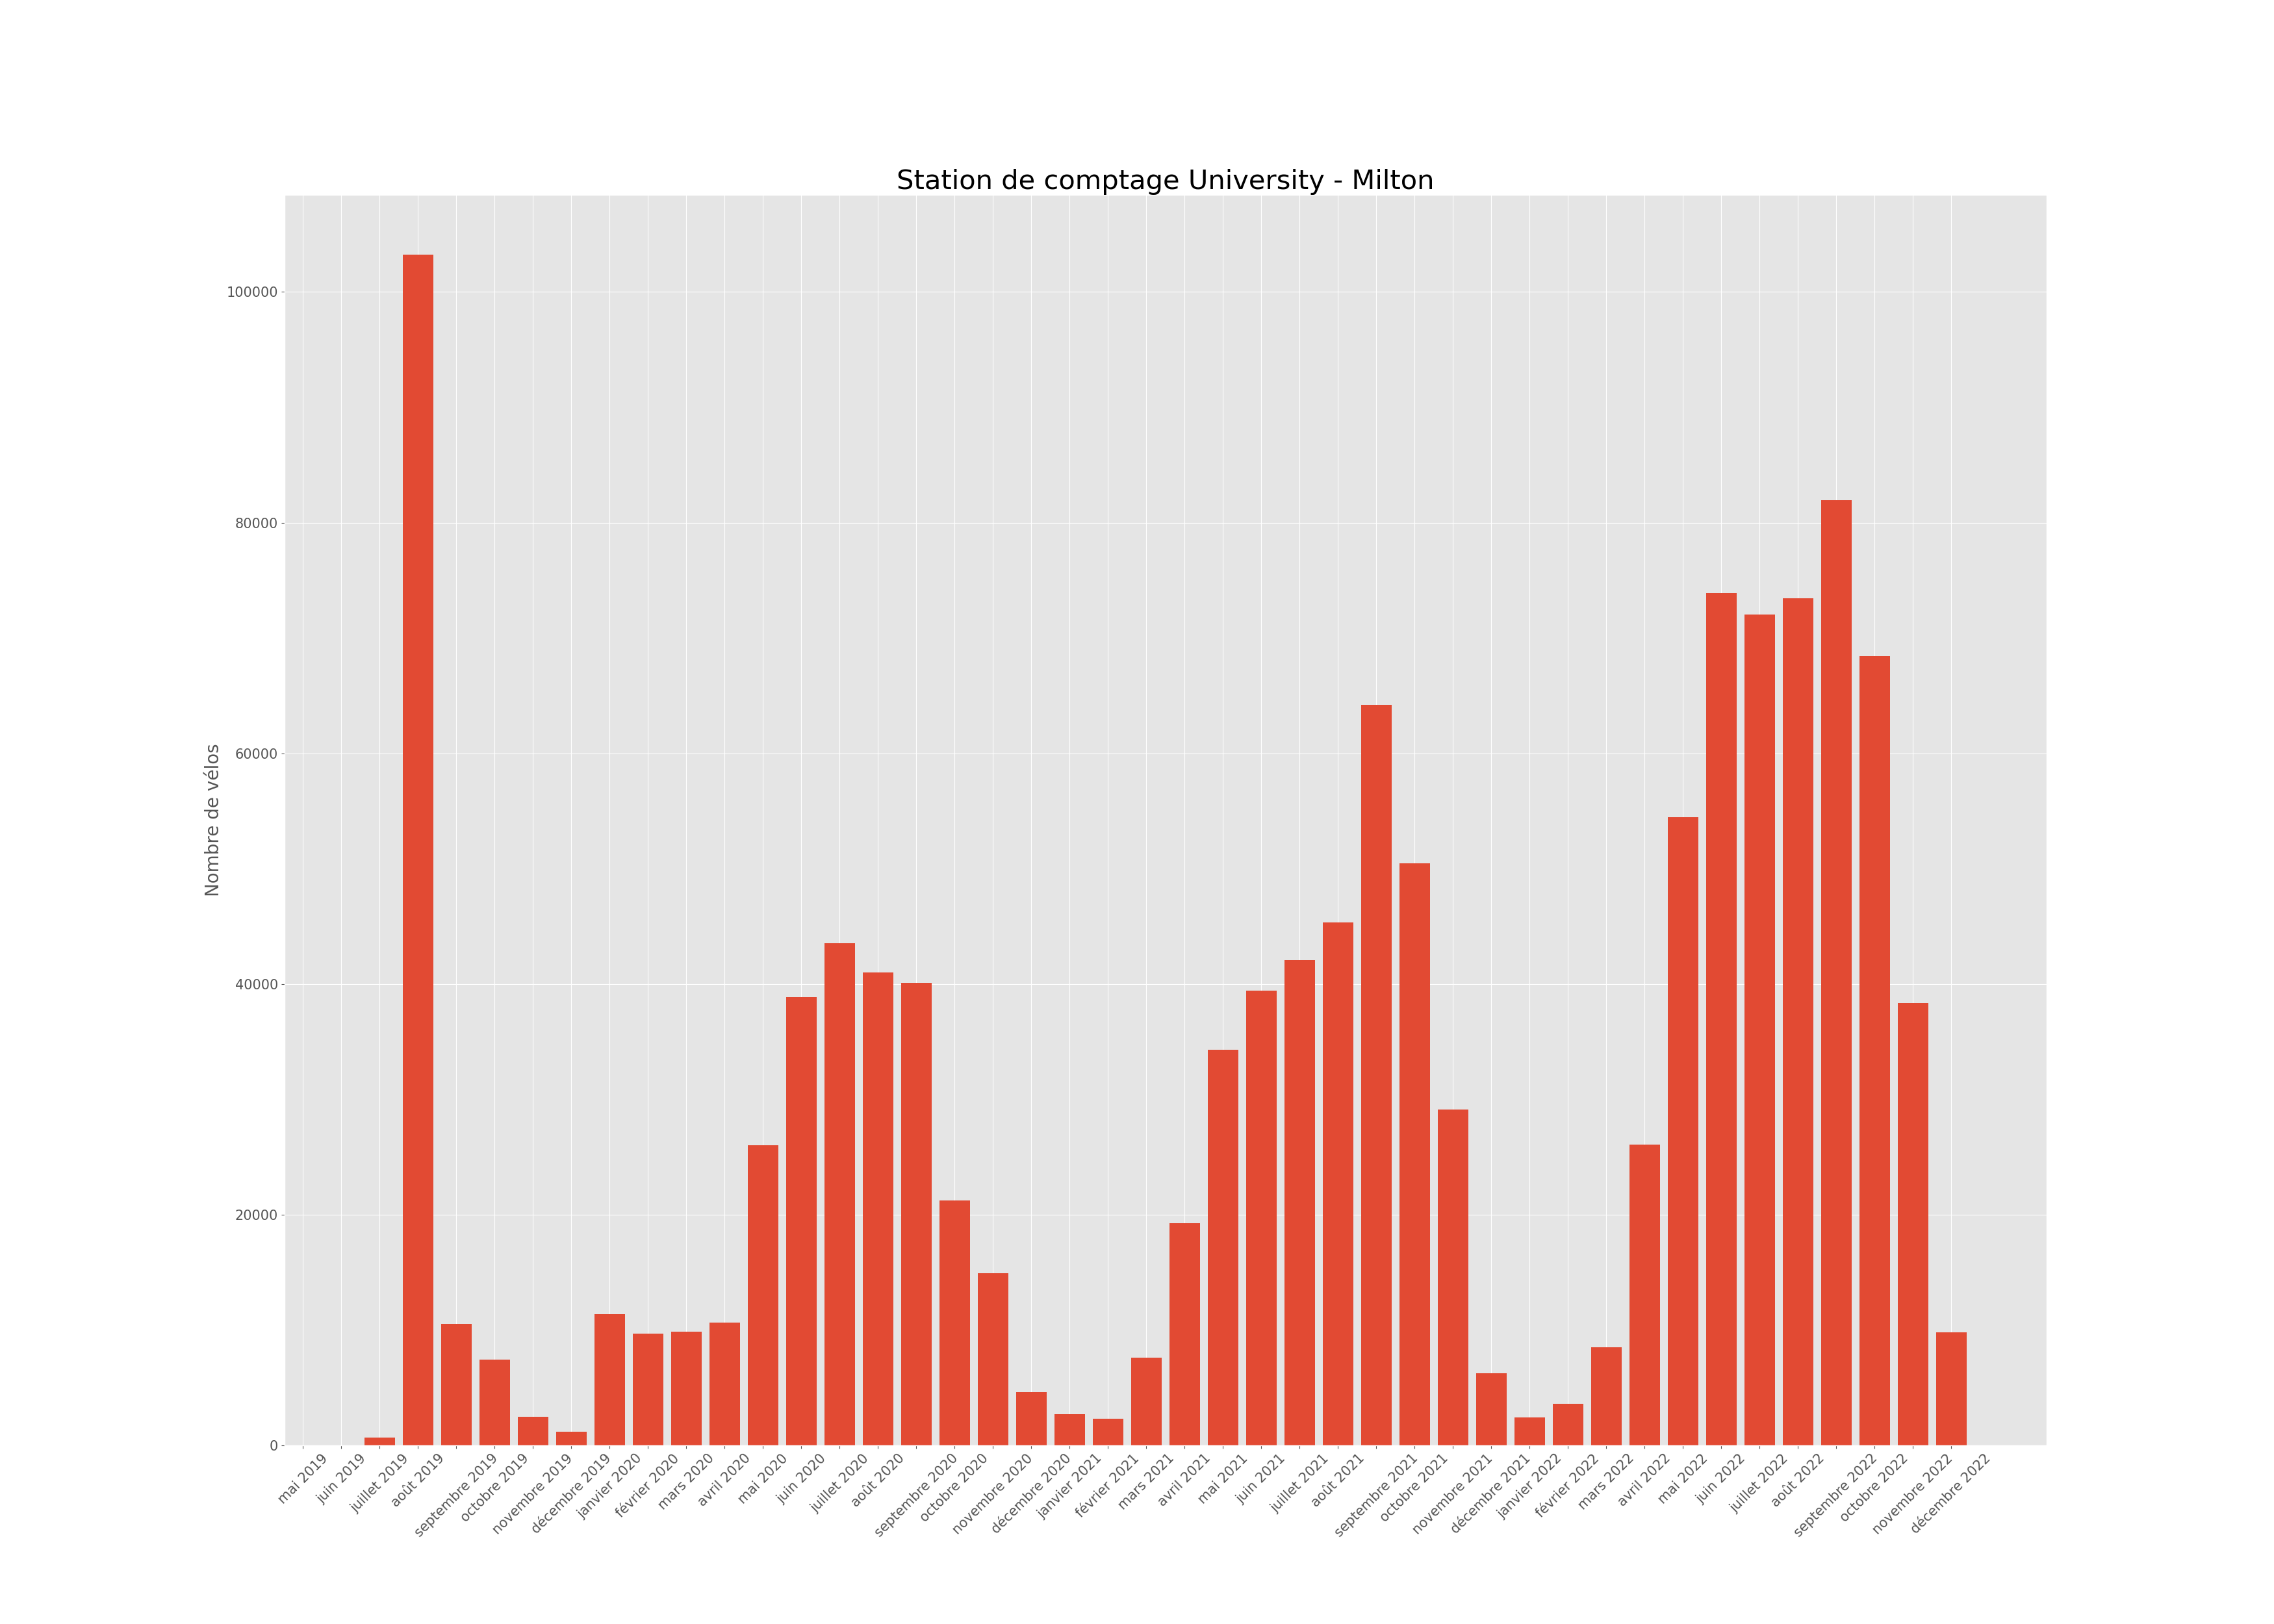 Station de comptage University - Milton
100000
80000
60000
40000
20000
0
Nombre de vélos
mai 2019
juin 2019
juillet 2019
août 2019
septembre 2019
octobre 2019
novembre 2019
décembre 2019
janvier 2020
février 2020
mars 2020
avril 2020
mai 2020
juin 2020
juillet 2020
août 2020
septembre 2020
octobre 2020
novembre 2020
décembre 2020
janvier 2021
février 2021
mars 2021
avril 2021
mai 2021
juin 2021
juillet 2021
août 2021
septembre 2021
octobre 2021
novembre 2021
décembre 2021
janvier 2022
février 2022
mars 2022
avril 2022
mai 2022
juin 2022
juillet 2022
août 2022
septembre 2022
octobre 2022
novembre 2022
décembre 2022